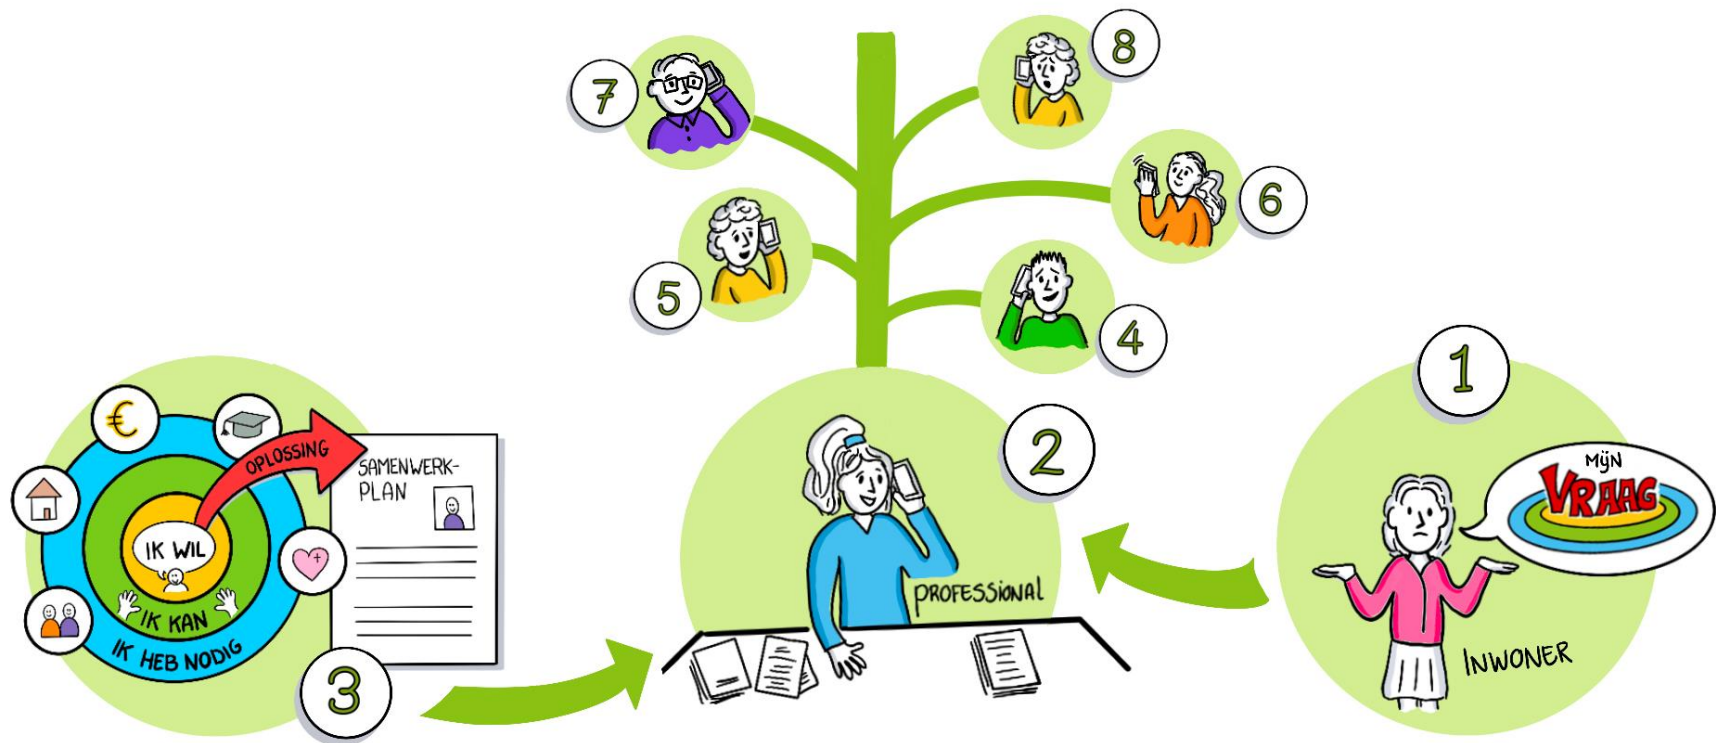 7
8
6
5
4
1
€
OPLOSSING
SAMENWERK-
PLAN
IK WIL
IK KAN
IK HEB NODIG
3
2
PROFESSIONAL
MIJN
VRAAG
INWONER